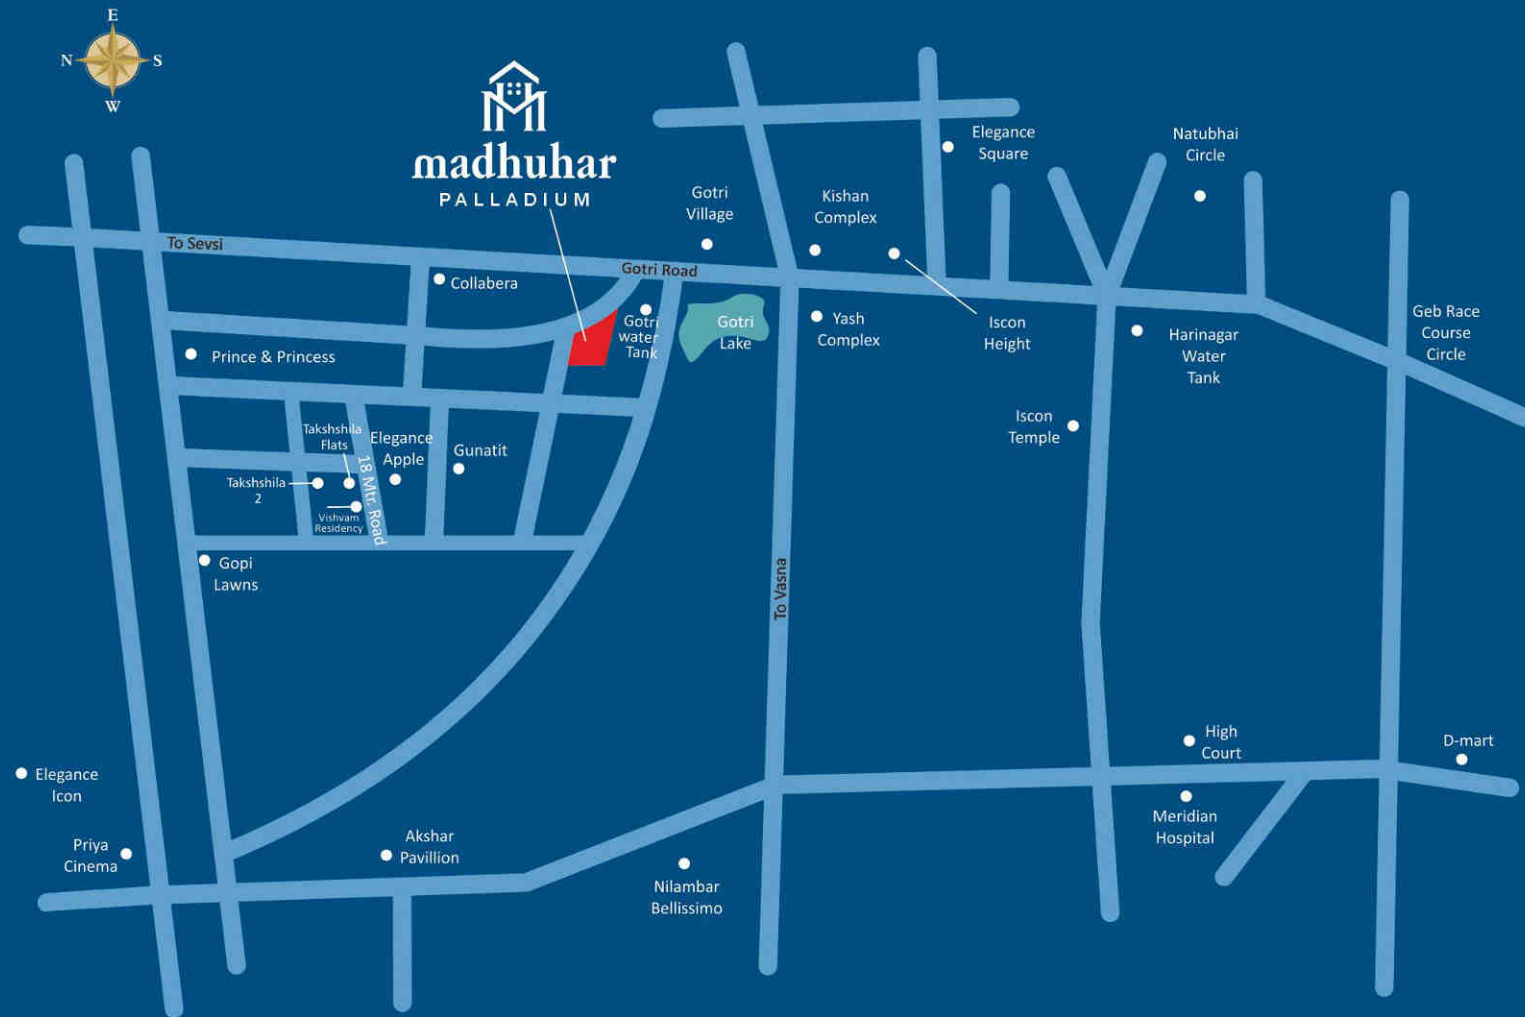 E
N
S
W
madhuhar
PALLADIUM
Elegance
Square
Natubhai
Circle
Gotri
Village
Kishan
Complex
To Sevsi
Gotri Road
Collabera
Gotri
water
Tank
Gotri
Lake
Yash
Complex
Iscon
Height
Harinagar
Water
Tank
Geb Race
Course
Circle
Prince & Princess
Takshshila
Flats
Elegance
Apple
Gunatit
Iscon
Temple
Takshshila
2
18 Mtr. Road
Vishvam
Residency
Gopi
Lawns
To Vasna
High
Court
D-mart
Elegance
Icon
Meridian
Hospital
Priya
Cinema
Akshar
Pavillion
Nilambar
Bellissimo